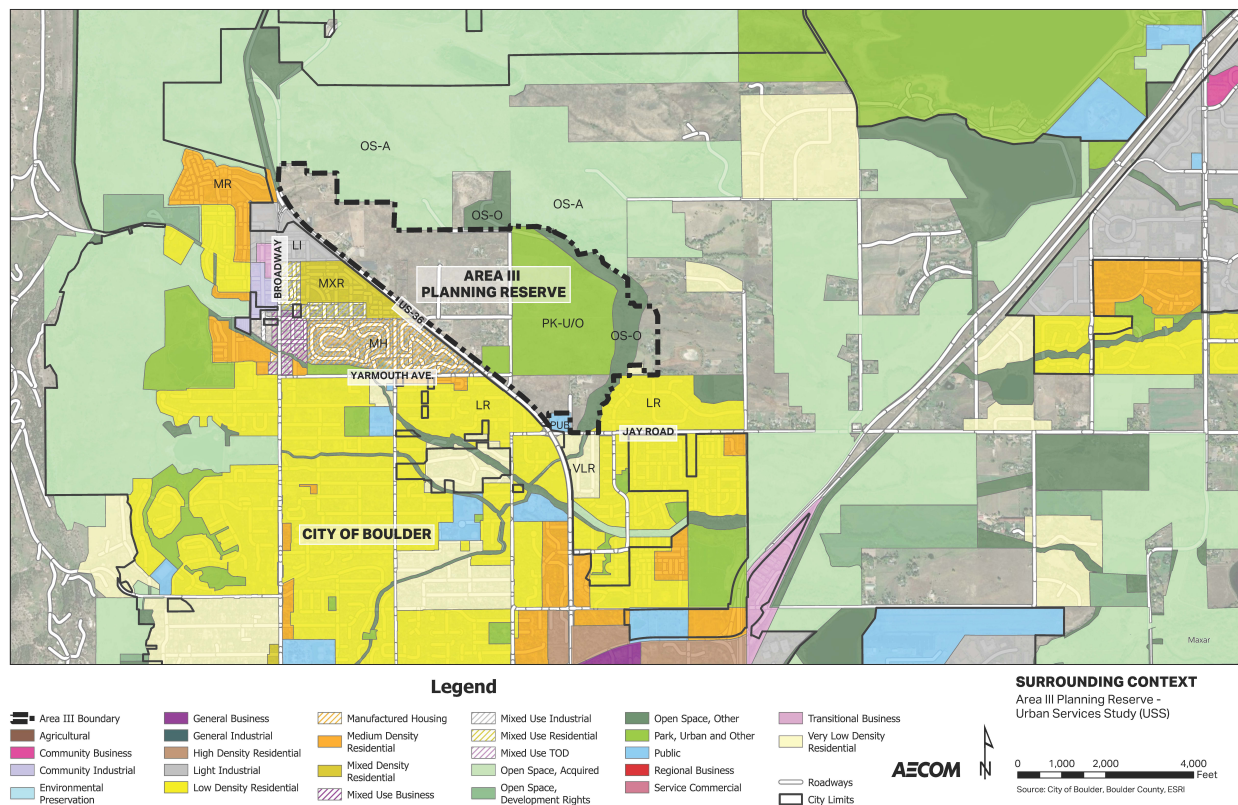 OS-A
MR
OS-O
OS-A
LI
BROADWAY
AREA III
PLANNING RESERVE
MXR
US-36
PK-U/O
OS-O
MH
YARMOUTH AVE.
LR
LR
PUB
JAY ROAD
VLR
CITY OF BOULDER
Maxar
Legend
Area III Boundary
Agricultural
Community Business
Community Industrial
Environmental
Preservation
General Business
General Industrial
High Density Residential
Light Industrial
Low Density Residential
Manufactured Housing
Medium Density
Residential
Mixed Density
Residential
Mixed Use Business
Mixed Use Industrial
Mixed Use Residential
Mixed Use TOD
Open Space, Acquired
Open Space,
Development Rights
Open Space, Other
Park, Urban and Other
Public
Regional Business
Service Commercial
Transitional Business
Very Low Density
Residential
Roadways
City Limits
AECOM
N
SURROUNDING CONTEXT
Area III Planning Reserve -
Urban Services Study (USS)
0 1,000 2,000 4,000
Feet
Source: City of Boulder, Boulder County, ESRI